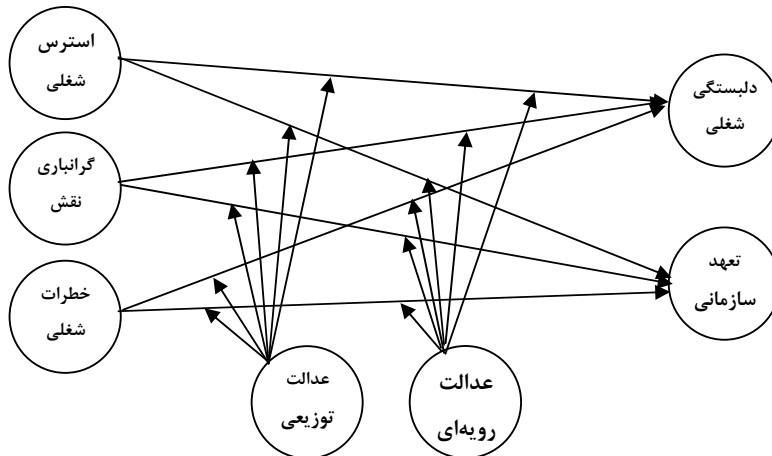 استرس
شغلی
دلبستگی
شغلی
گرانباری
نقش
تعهد
سازمانی
خطرات
شغلی
عدالت
توزیعی
عدالت
رویه‌ای